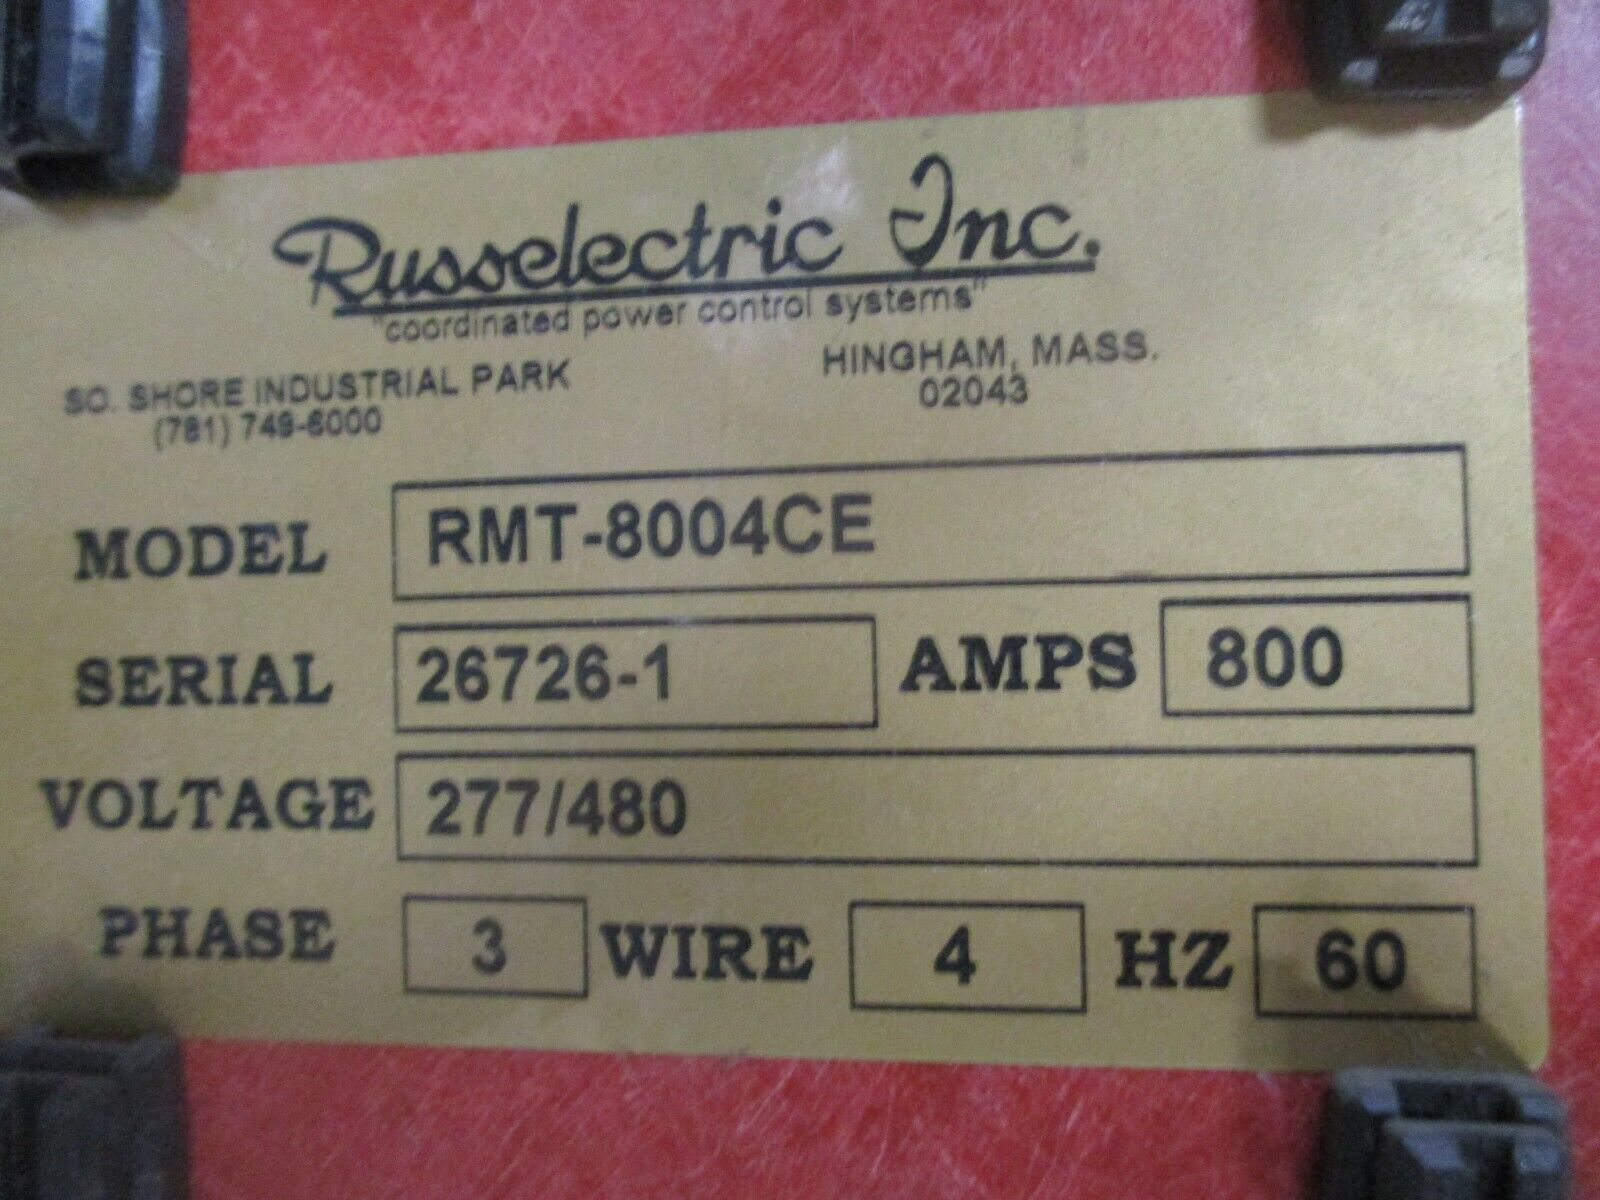 Russelectric Inc.
"coordinated power control systems"
SO. SHORE INDUSTRIAL PARK
(781) 749-6000
HINGHAM, MASS.
02043
MODEL RMT-8004CE
SERIAL 26726-1 AMPS 800
VOLTAGE 277/480
PHASE 3 WIRE 4 HZ 60